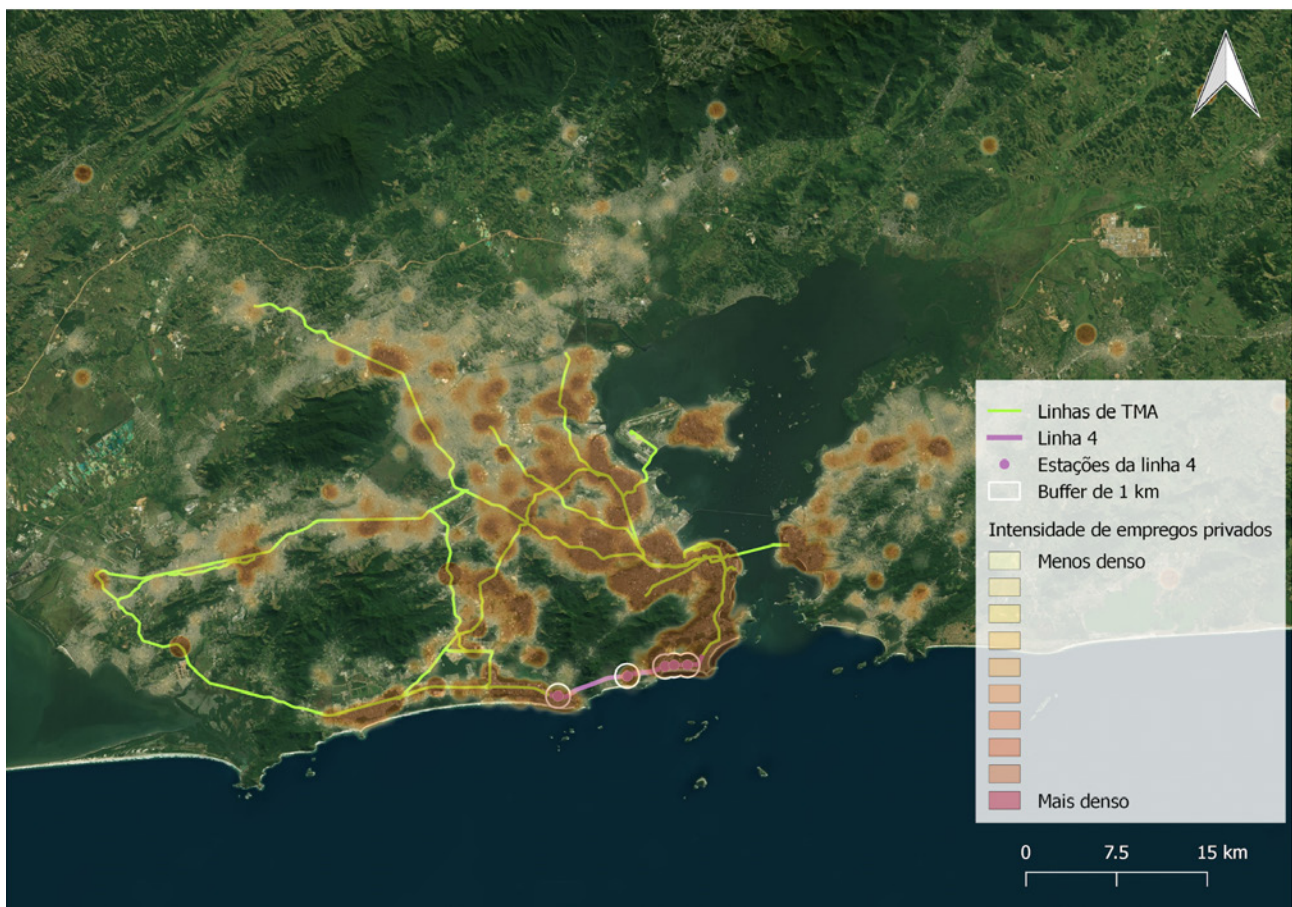 Linhas de TMA
Linha 4
Estações da linha 4
Buffer de 1 km
Intensidade de empregos privados
Menos denso
Mais denso
0 7.5 15 km